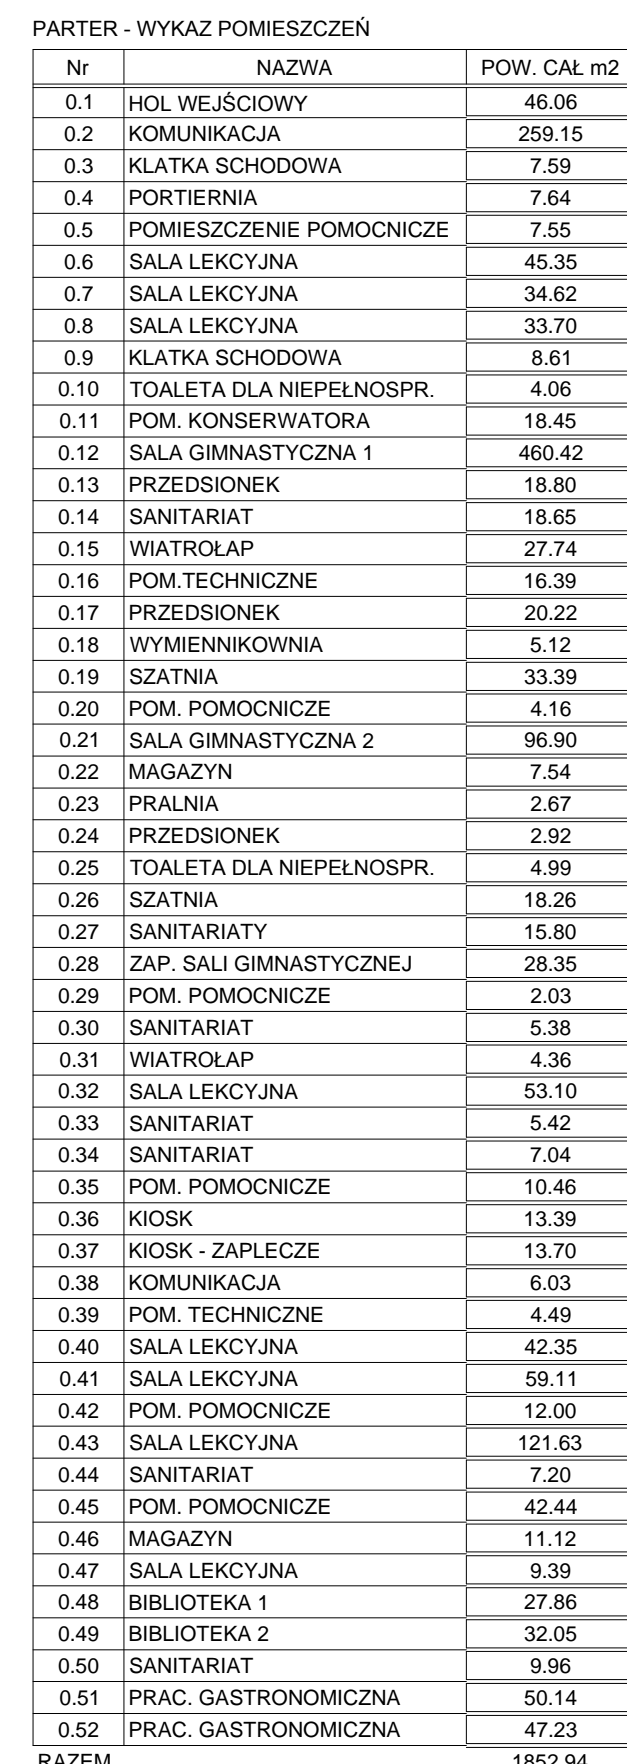 PARTER - WYKAZ POMIESZCZEŃ
Nr NAZWA POW. CAŁ m2
0.1 HOL WEJŚCIOWY 46.06
0.2 KOMUNIKACJA 259.15
0.3 KLATKA SCHODOWA 7.59
0.4 PORTIERNIA 7.64
0.5 POMIESZCZENIE POMOCNICZE 7.55
0.6 SALA LEKCYJNA 45.35
0.7 SALA LEKCYJNA 34.62
0.8 SALA LEKCYJNA 33.70
0.9 KLATKA SCHODOWA 8.61
0.10 TOALETA DLA NIEPEŁNOSPR. 4.06
0.11 POM. KONSERWATORA 18.45
0.12 SALA GIMNASTYCZNA 1 460.42
0.13 PRZEDSIONEK 18.80
0.14 SANITARIAT 18.65
0.15 WIATROŁAP 27.74
0.16 POM.TECHNICZNE 16.39
0.17 PRZEDSIONEK 20.22
0.18 WYMIENNIKOWNIA 5.12
0.19 SZATNIA 33.39
0.20 POM. POMOCNICZE 4.16
0.21 SALA GIMNASTYCZNA 2 96.90
0.22 MAGAZYN 7.54
0.23 PRALNIA 2.67
0.24 PRZEDSIONEK 2.92
0.25 TOALETA DLA NIEPEŁNOSPR. 4.99
0.26 SZATNIA 18.26
0.27 SANITARIATY 15.80
0.28 ZAP. SALI GIMNASTYCZNEJ 28.35
0.29 POM. POMOCNICZE 2.03
0.30 SANITARIAT 5.38
0.31 WIATROŁAP 4.36
0.32 SALA LEKCYJNA 53.10
0.33 SANITARIAT 5.42
0.34 SANITARIAT 7.04
0.35 POM. POMOCNICZE 10.46
0.36 KIOSK 13.39
0.37 KIOSK - ZAPLECZE 13.70
0.38 KOMUNIKACJA 6.03
0.39 POM. TECHNICZNE 4.49
0.40 SALA LEKCYJNA 42.35
0.41 SALA LEKCYJNA 59.11
0.42 POM. POMOCNICZE 12.00
0.43 SALA LEKCYJNA 121.63
0.44 SANITARIAT 7.20
0.45 POM. POMOCNICZE 42.44
0.46 MAGAZYN 11.12
0.47 SALA LEKCYJNA 9.39
0.48 BIBLIOTEKA 1 27.86
0.49 BIBLIOTEKA 2 32.05
0.50 SANITARIAT 9.96
0.51 PRAC. GASTRONOMICZNA 50.14
0.52 PRAC. GASTRONOMICZNA 47.23
RAZEM 1852.94